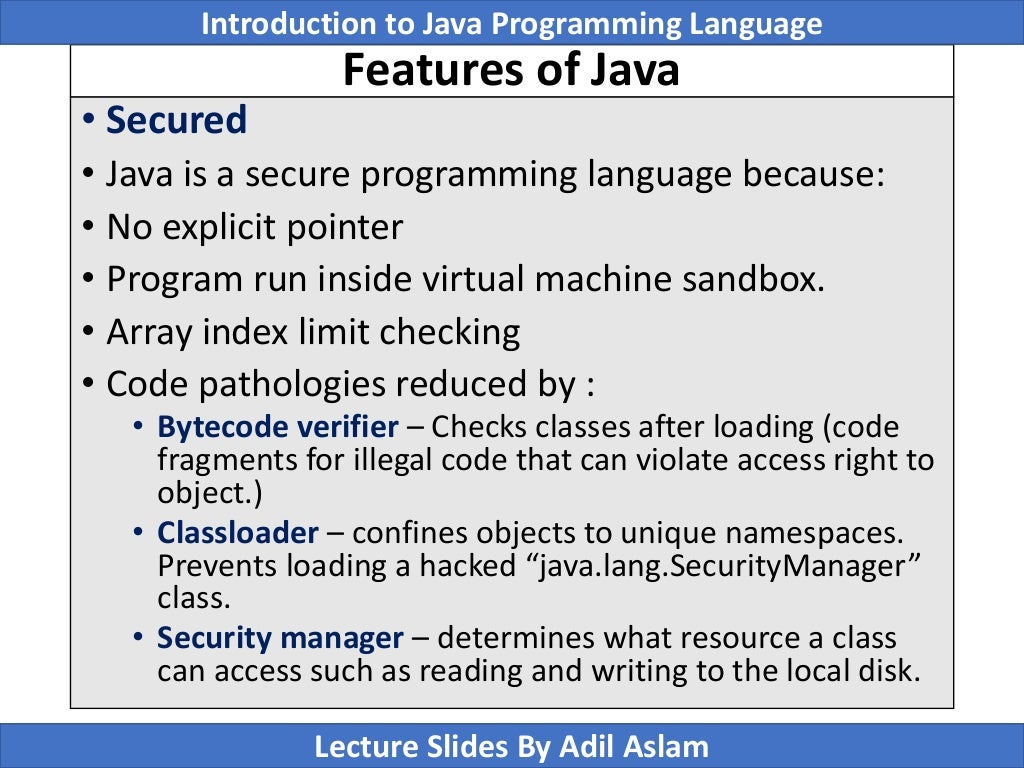 Introduction to Java Programming Language
Features of Java
• Secured
• Java is a secure programming language because:
• No explicit pointer
• Program run inside virtual machine sandbox.
• Array index limit checking
• Code pathologies reduced by :
• Bytecode verifier – Checks classes after loading (code
fragments for illegal code that can violate access right to
object.)
• Classloader – confines objects to unique namespaces.
Prevents loading a hacked “java.lang.SecurityManager”
class.
• Security manager – determines what resource a class
can access such as reading and writing to the local disk.
Lecture Slides By Adil Aslam